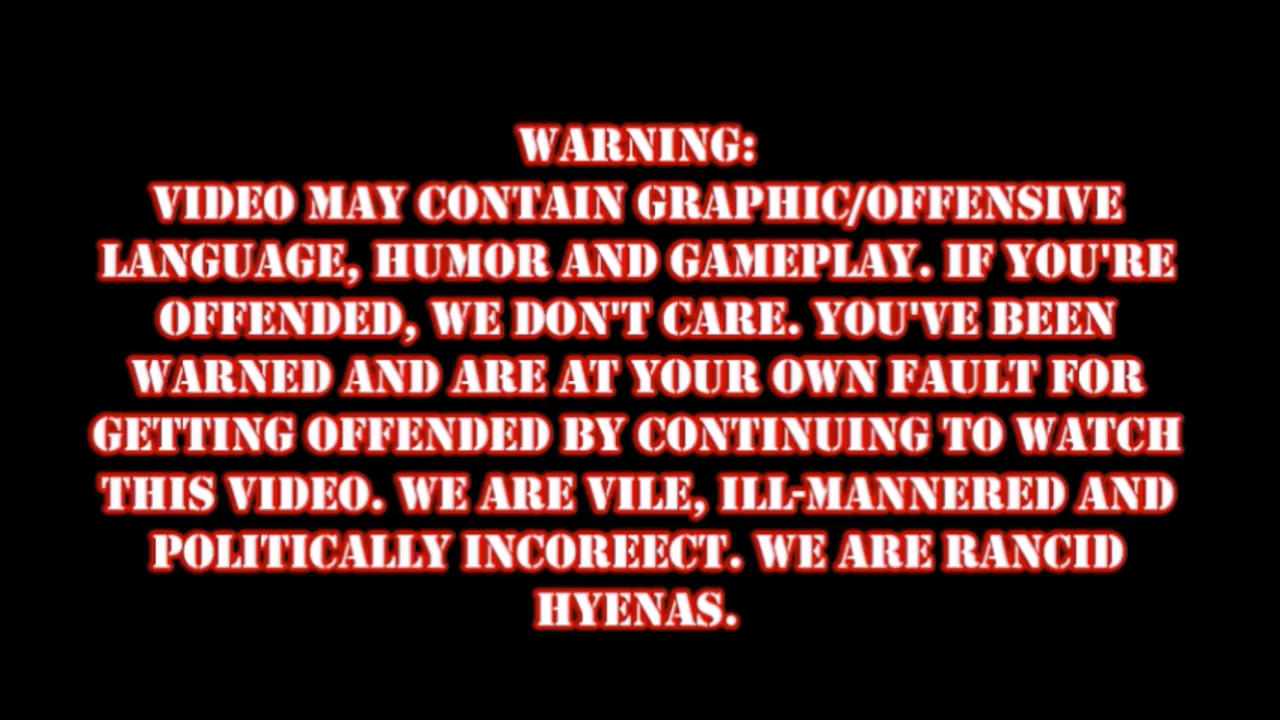 WARNING:
VIDEO MAY CONTAIN GRAPHIC/OFFENSIVE
LANGUAGE, HUMOR AND GAMEPLAY. IF YOU'RE
OFFENDED, WE DON'T CARE. YOU'VE BEEN
WARNED AND ARE AT YOUR OWN FAULT FOR
GETTING OFFENDED BY CONTINUING TO WATCH
THIS VIDEO. WE ARE VILE, ILL-MANNERED AND
POLITICALLY INCOREECT. WE ARE RANCID
HYENAS.